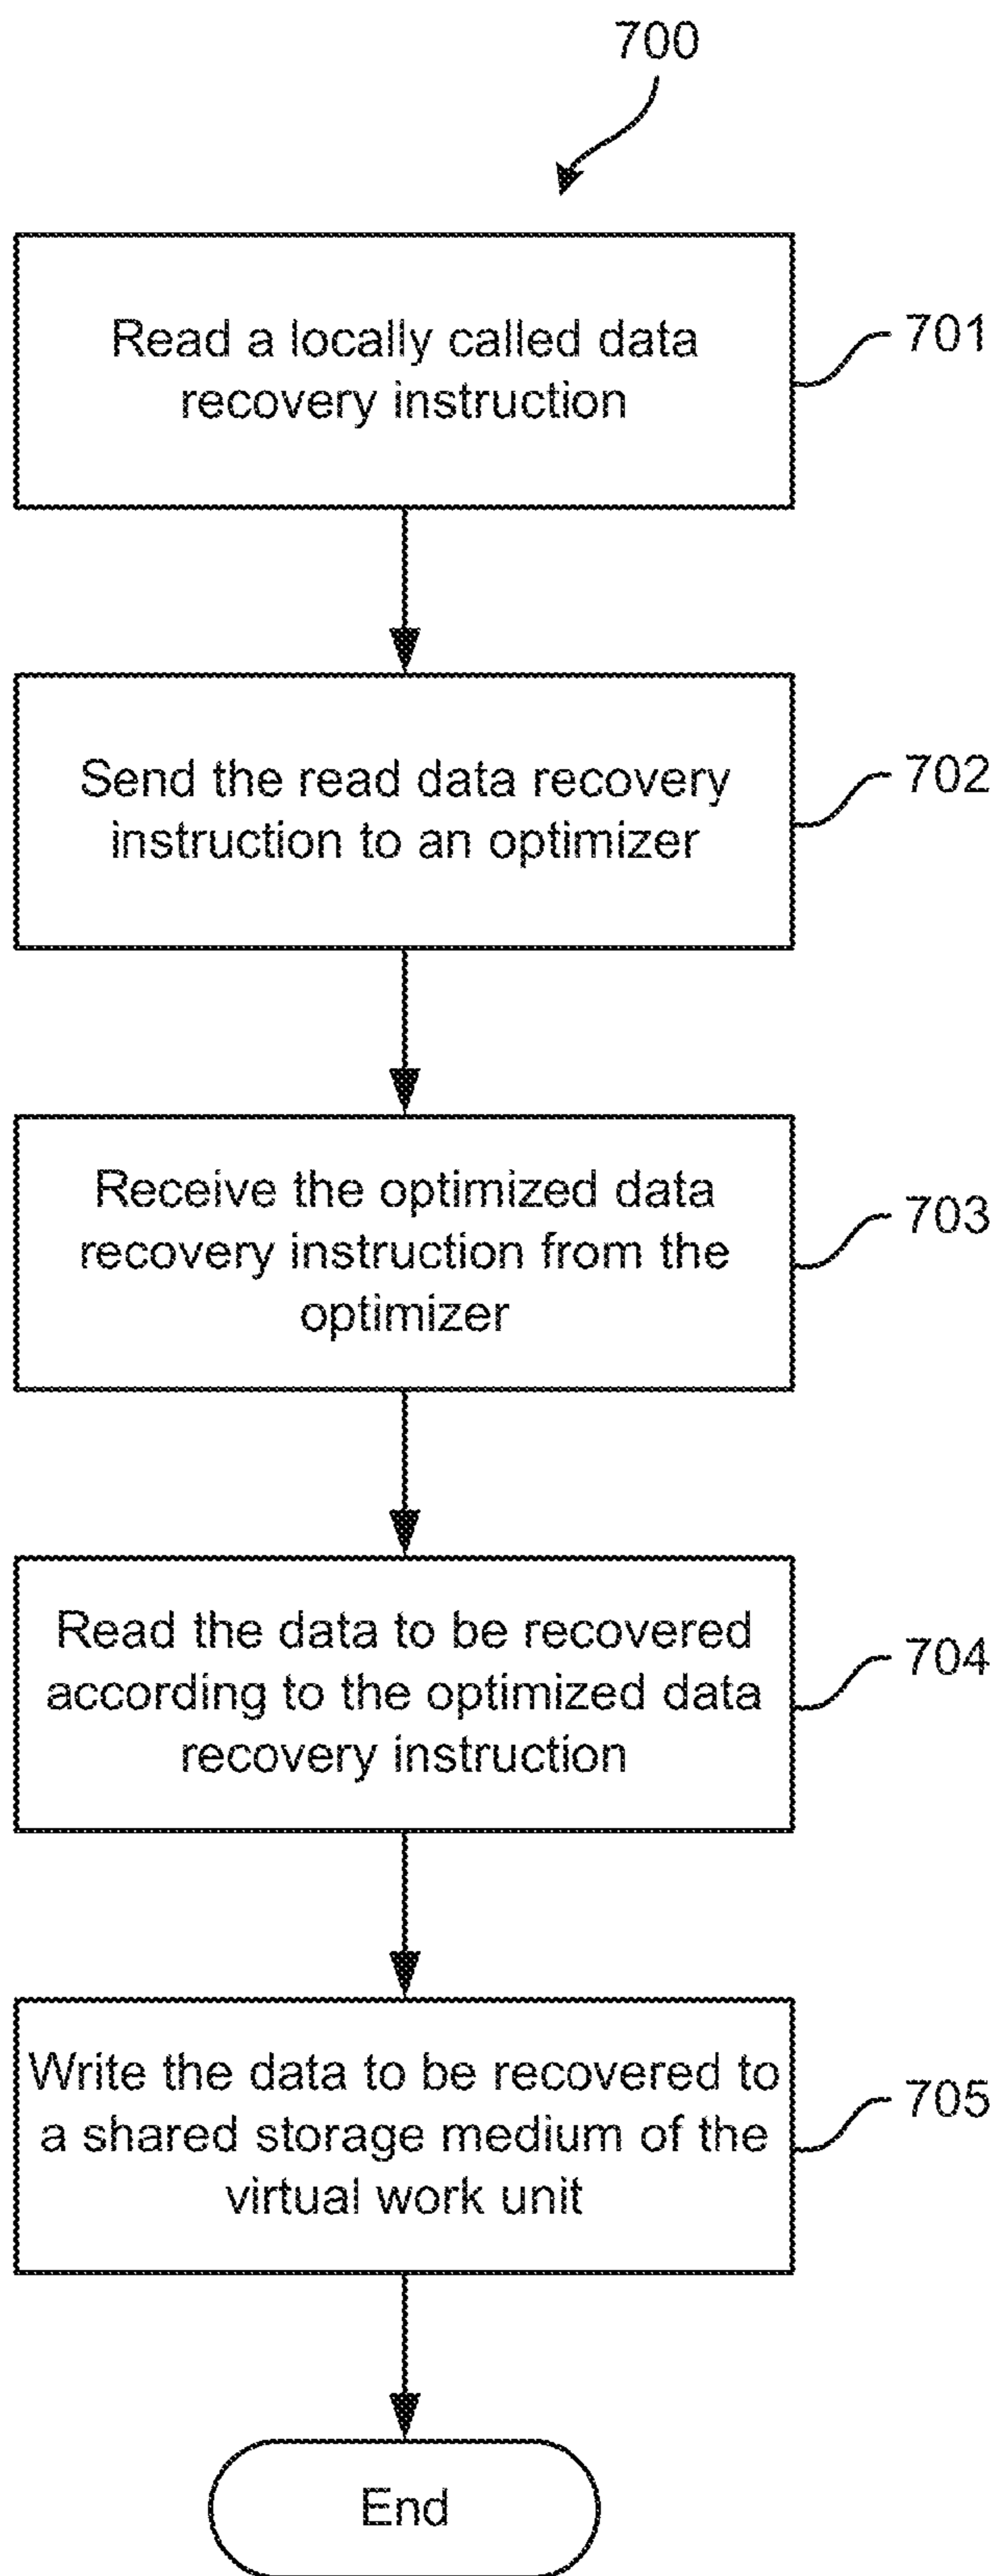 700
Read a locally called data
recovery instruction
701
Send the read data recovery
instruction to an optimizer
702
Receive the optimized data
recovery instruction from the
optimizer
703
Read the data to be recovered
according to the optimized data
recovery instruction
704
Write the data to be recovered to
a shared storage medium of the
virtual work unit
705
End